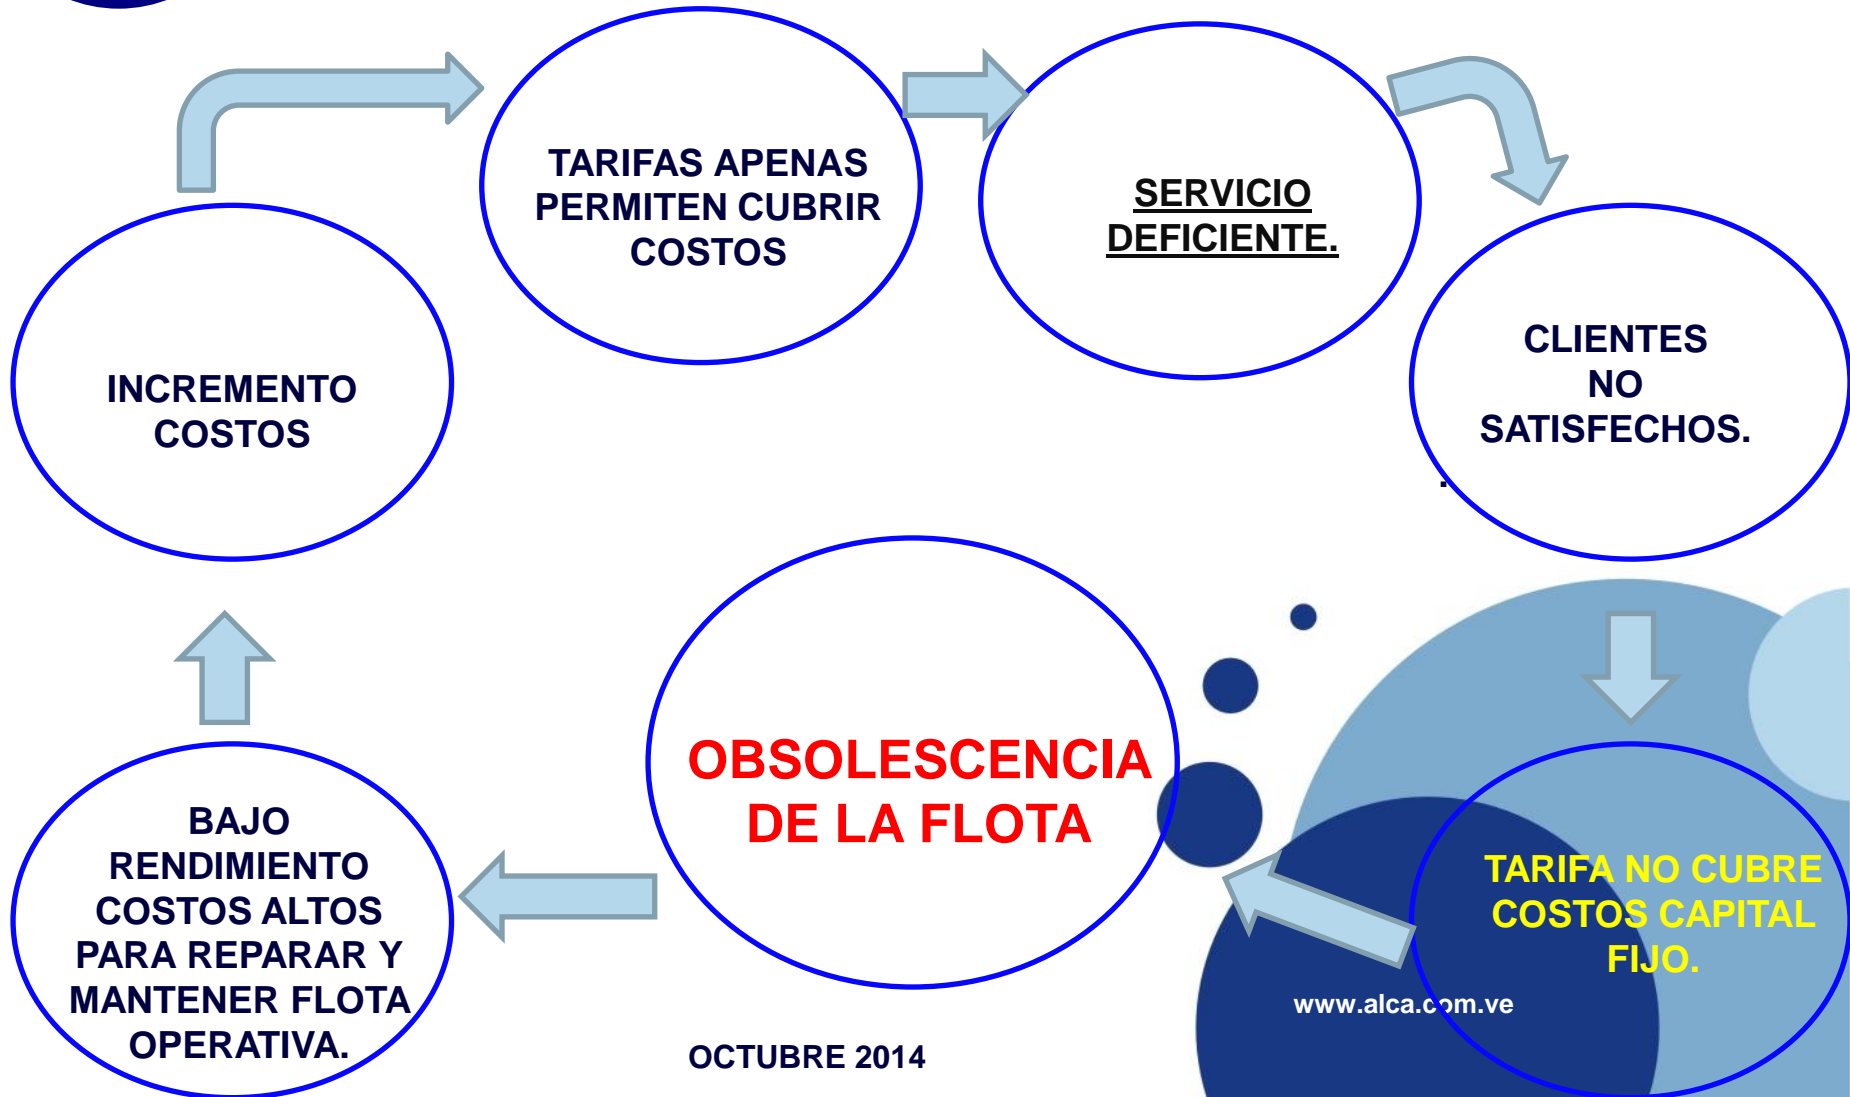 TARIFAS APENAS
PERMITEN CUBRIR
COSTOS
SERVICIO
DEFICIENTE.
CLIENTES
NO
SATISFECHOS.
.
INCREMENTO
COSTOS
OBSOLESCENCIA
DE LA FLOTA
BAJO
RENDIMIENTO
COSTOS ALTOS
PARA REPARAR Y
MANTENER FLOTA
OPERATIVA.
TARIFA NO CUBRE
COSTOS CAPITAL
FIJO.
www.alca.com.ve
OCTUBRE 2014